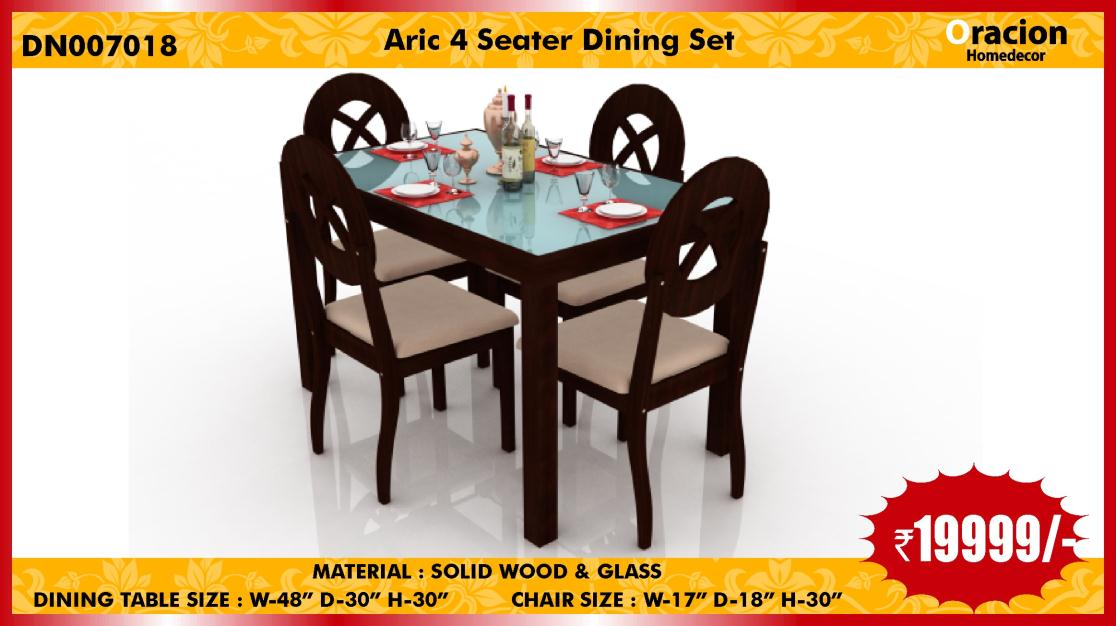 DN007018
Aric 4 Seater Dining Set
Oracion
Homedecor
₹19999/-
MATERIAL : SOLID WOOD & GLASS
DINING TABLE SIZE : W-48” D-30” H-30”
CHAIR SIZE : W-17” D-18” H-30”